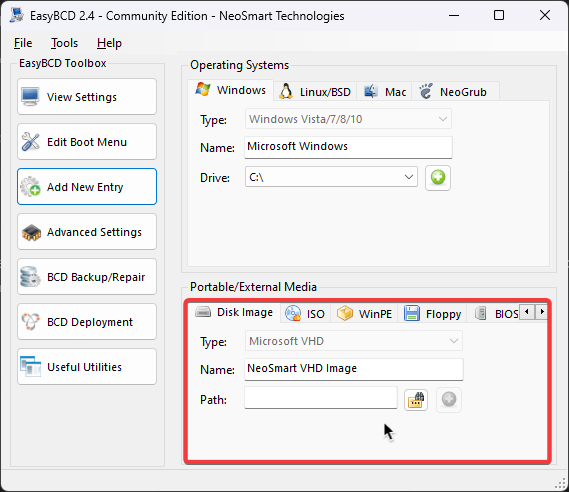 EasyBCD 2.4 - Community Edition - NeoSmart Technologies
File Tools Help
EasyBCD Toolbox
View Settings
Edit Boot Menu
Add New Entry
Advanced Settings
BCD Backup/Repair
BCD Deployment
Useful Utilities
Operating Systems
Windows Linux/BSD Mac NeoGrub
Type: Windows Vista/7/8/10
Name: Microsoft Windows
Drive: C:\
Portable/External Media
Disk Image ISO WinPE Floppy BIOS
Type: Microsoft VHD
Name: NeoSmart VHD Image
Path: